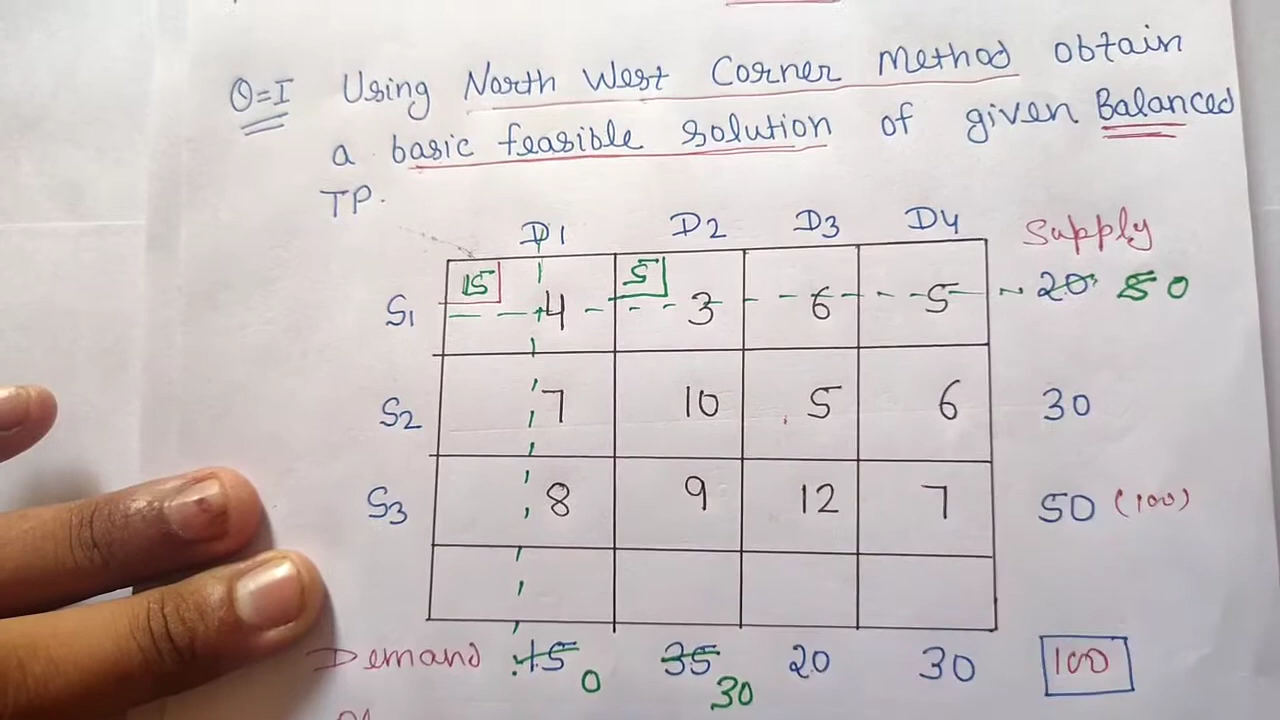 Q=I Using North West Corner Method obtain
a basic feasible solution of given Balanced
TP.
D1 D2 D3 D4 Supply
S1 15 4 5 3 6 5 20 5 0
S2 7 10 5 6 30
S3 8 9 12 7 50 (100)
Demand 15 0 35 30 20 30 100